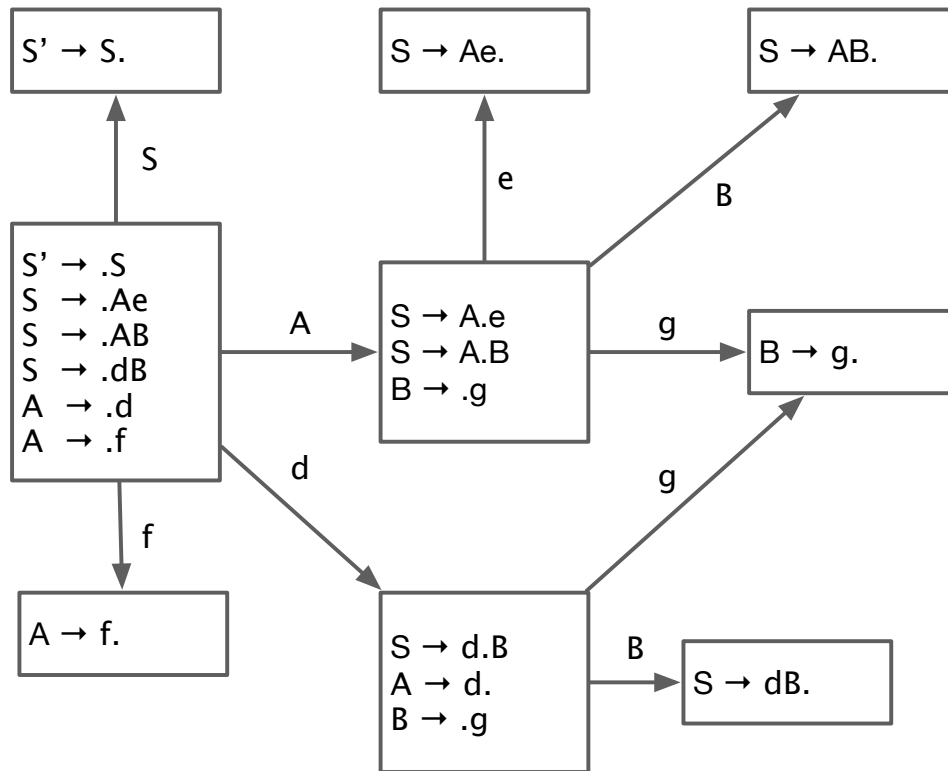 S’ → S.
S → Ae.
S → AB.
S
e
B
S’ → .S
S → .Ae
S → .AB
S → .dB
A → .d
A → .f
A
S → A.e
S → A.B
B → .g
g
B → g.
d
g
f
A → f.
S → d.B
A → d.
B → .g
B
S → dB.